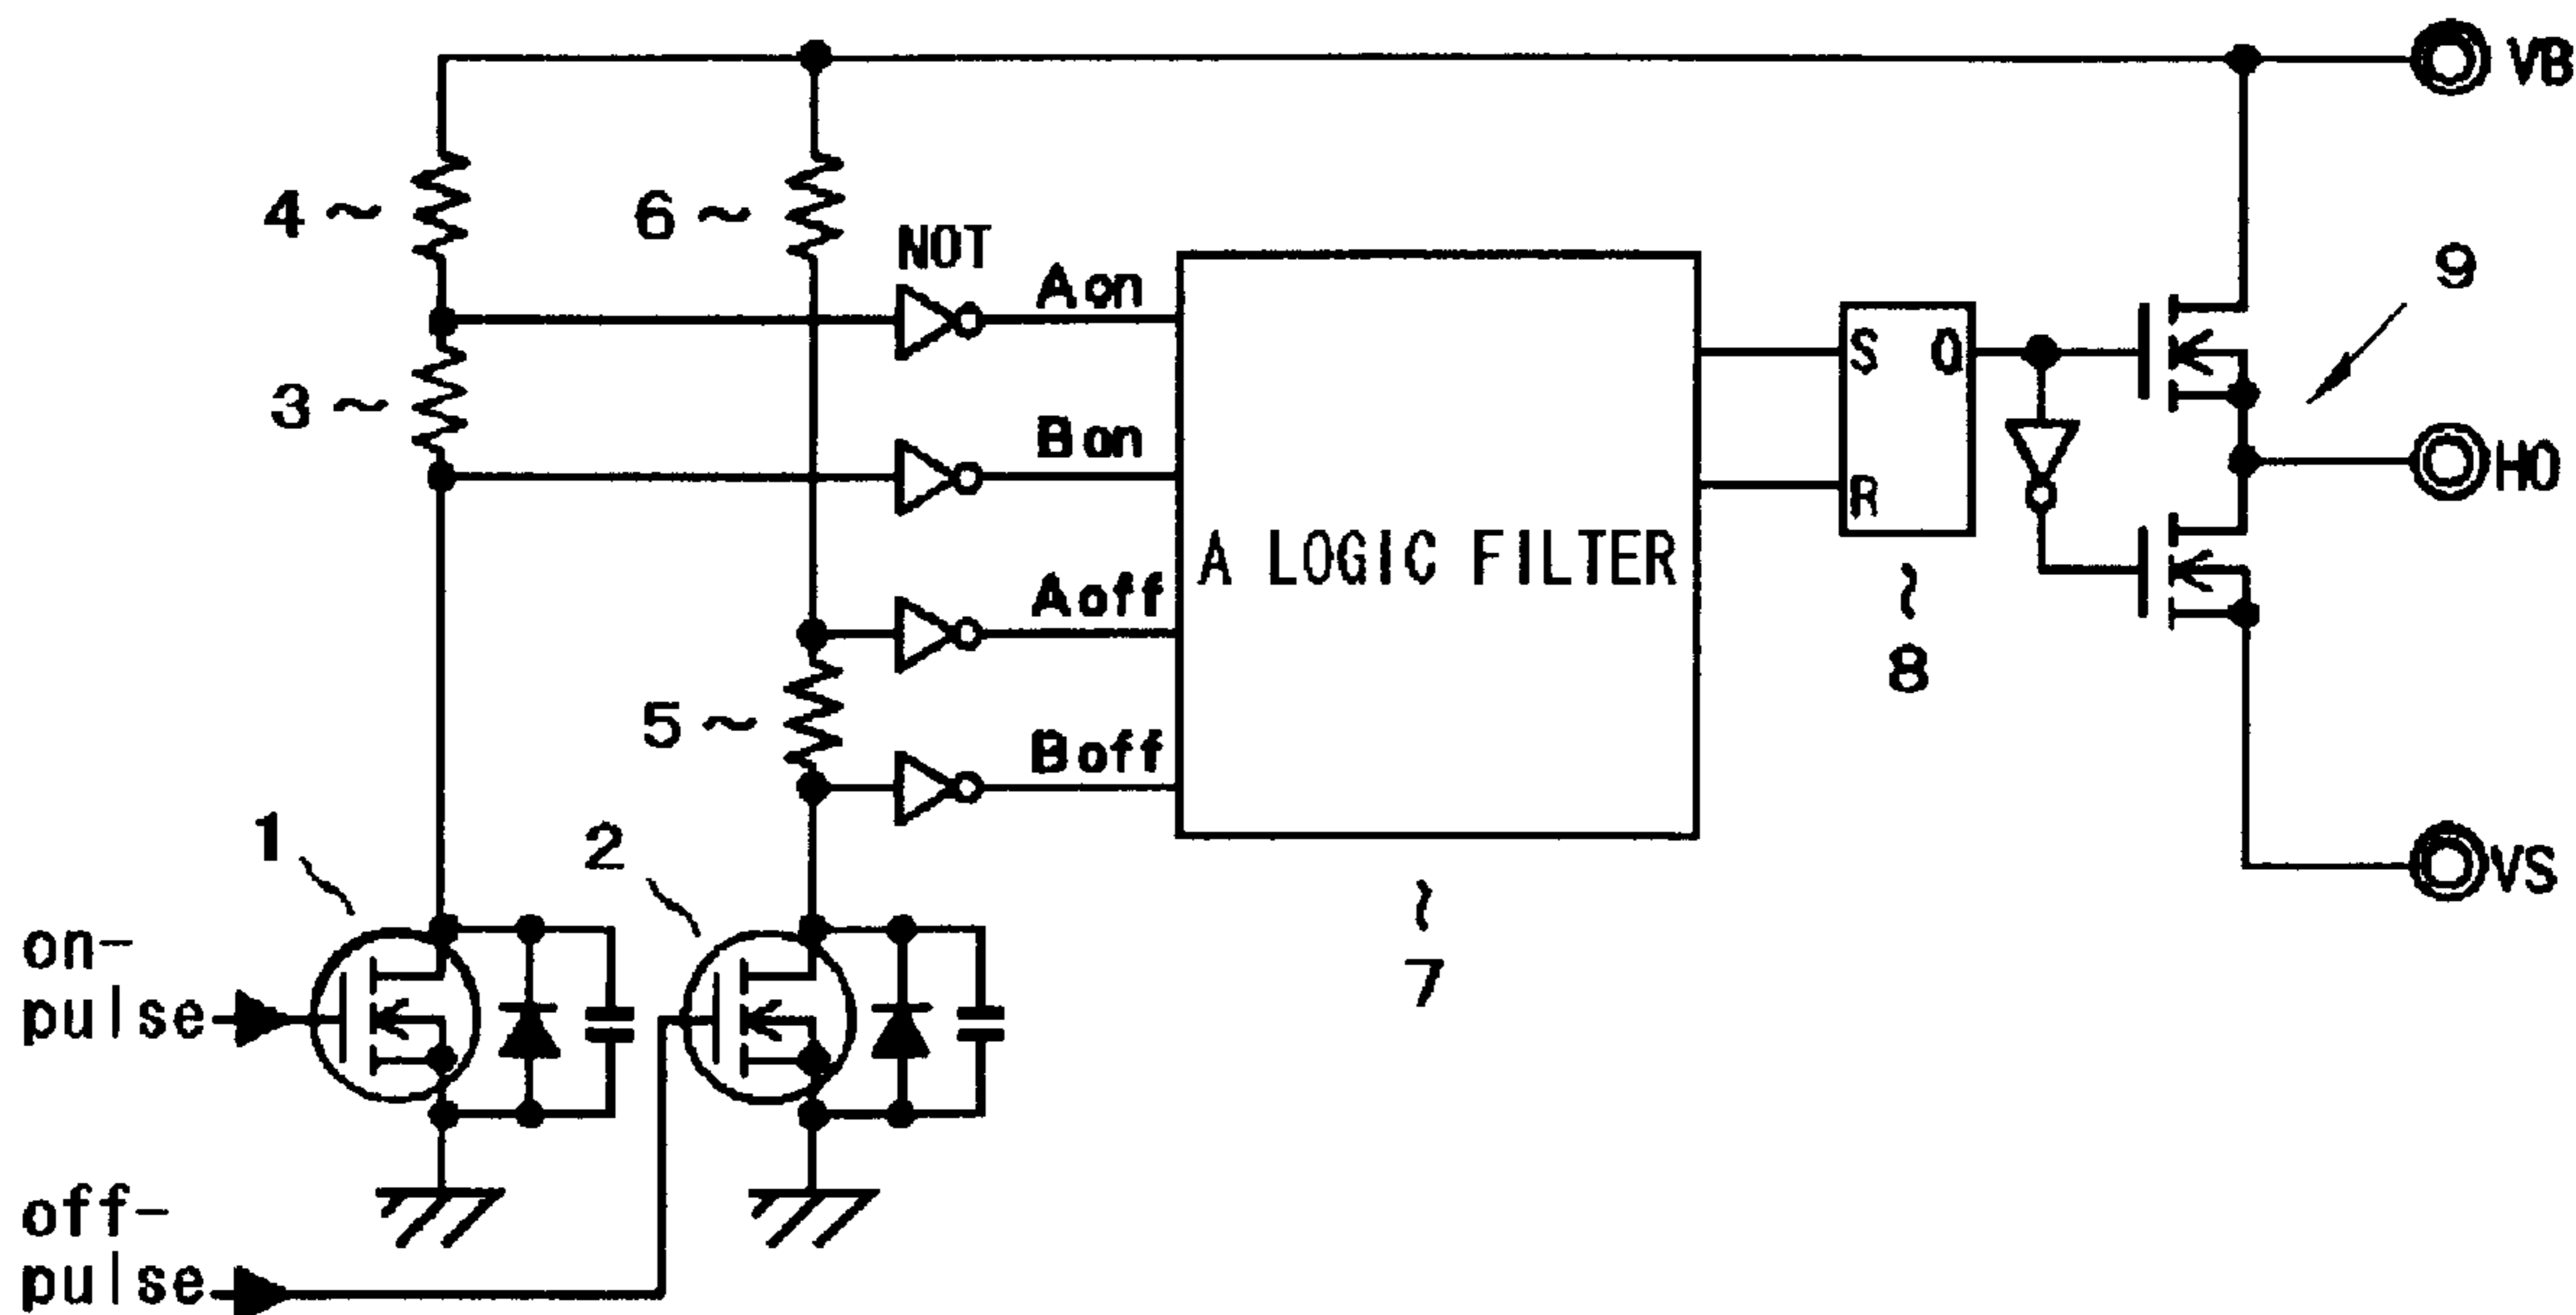 VB
4
6
NOT
Aon
9
3
S
Q
Bon
HO
R
A LOGIC FILTER
Aoff
8
5
Boff
1
2
VS
on-
pulse
7
off-
pulse